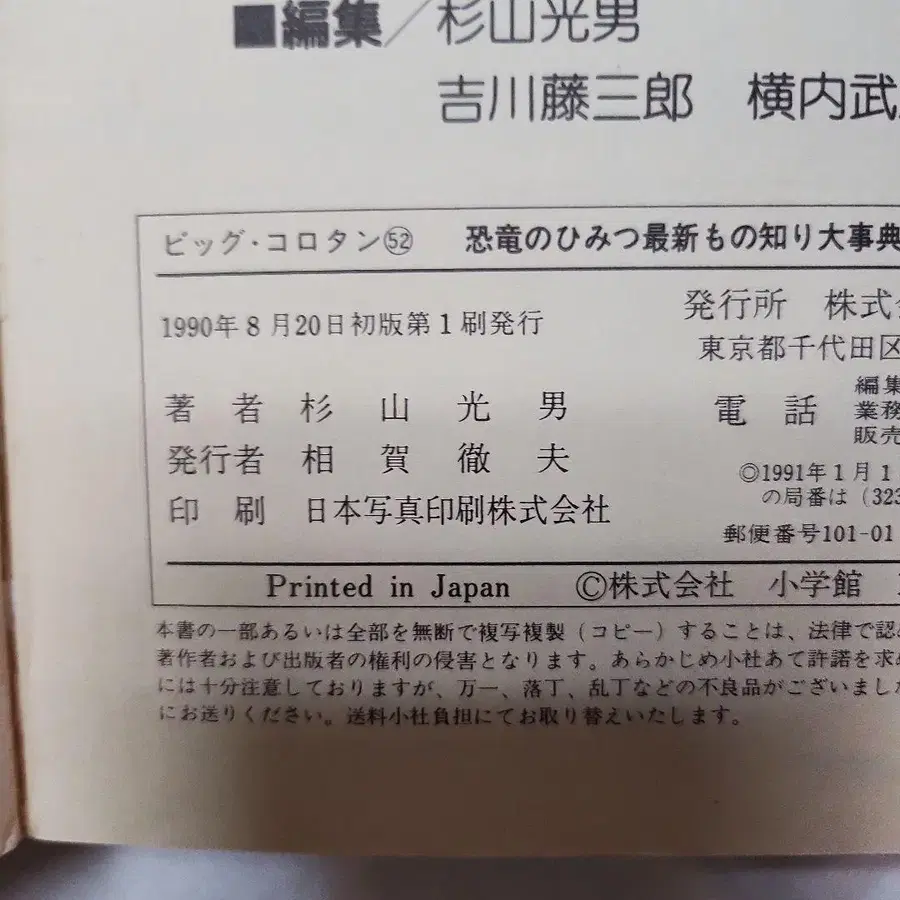 ■編集／杉山光男
吉川藤三郎　横内武
ビッグ・コロタン㊾ 恐竜のひみつ最新もの知り大事典
1990年8月20日初版第1刷発行
発行所　株式会
東京都千代田区
著者　杉山光男
電話
編集
業務
販売
発行者　相賀徹夫
◎1991年1月1
の局番は（323
印刷　日本写真印刷株式会社
郵便番号101-01
Printed in Japan　©株式会社　小学館
本書の一部あるいは全部を無断で複写複製（コピー）することは、法律で認め
著作者および出版者の権利の侵害となります。あらかじめ小社あて許諾を求め
には十分注意しておりますが、万一、落丁、乱丁などの不良品がございました
にお送りください。送料小社負担にてお取り替えいたします。